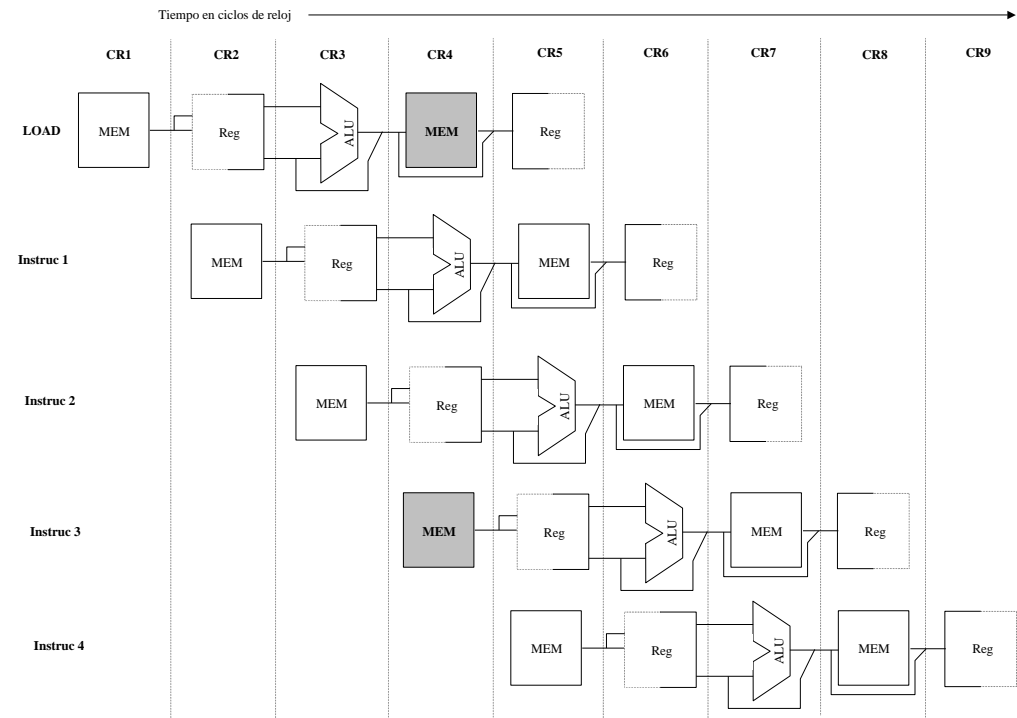 Tiempo en ciclos de reloj
CR1 CR2 CR3 CR4 CR5 CR6 CR7 CR8 CR9
LOAD MEM Reg ALU MEM Reg
Instruc 1 MEM Reg ALU MEM Reg
Instruc 2 MEM Reg ALU MEM Reg
Instruc 3 MEM Reg ALU MEM Reg
Instruc 4 MEM Reg ALU MEM Reg